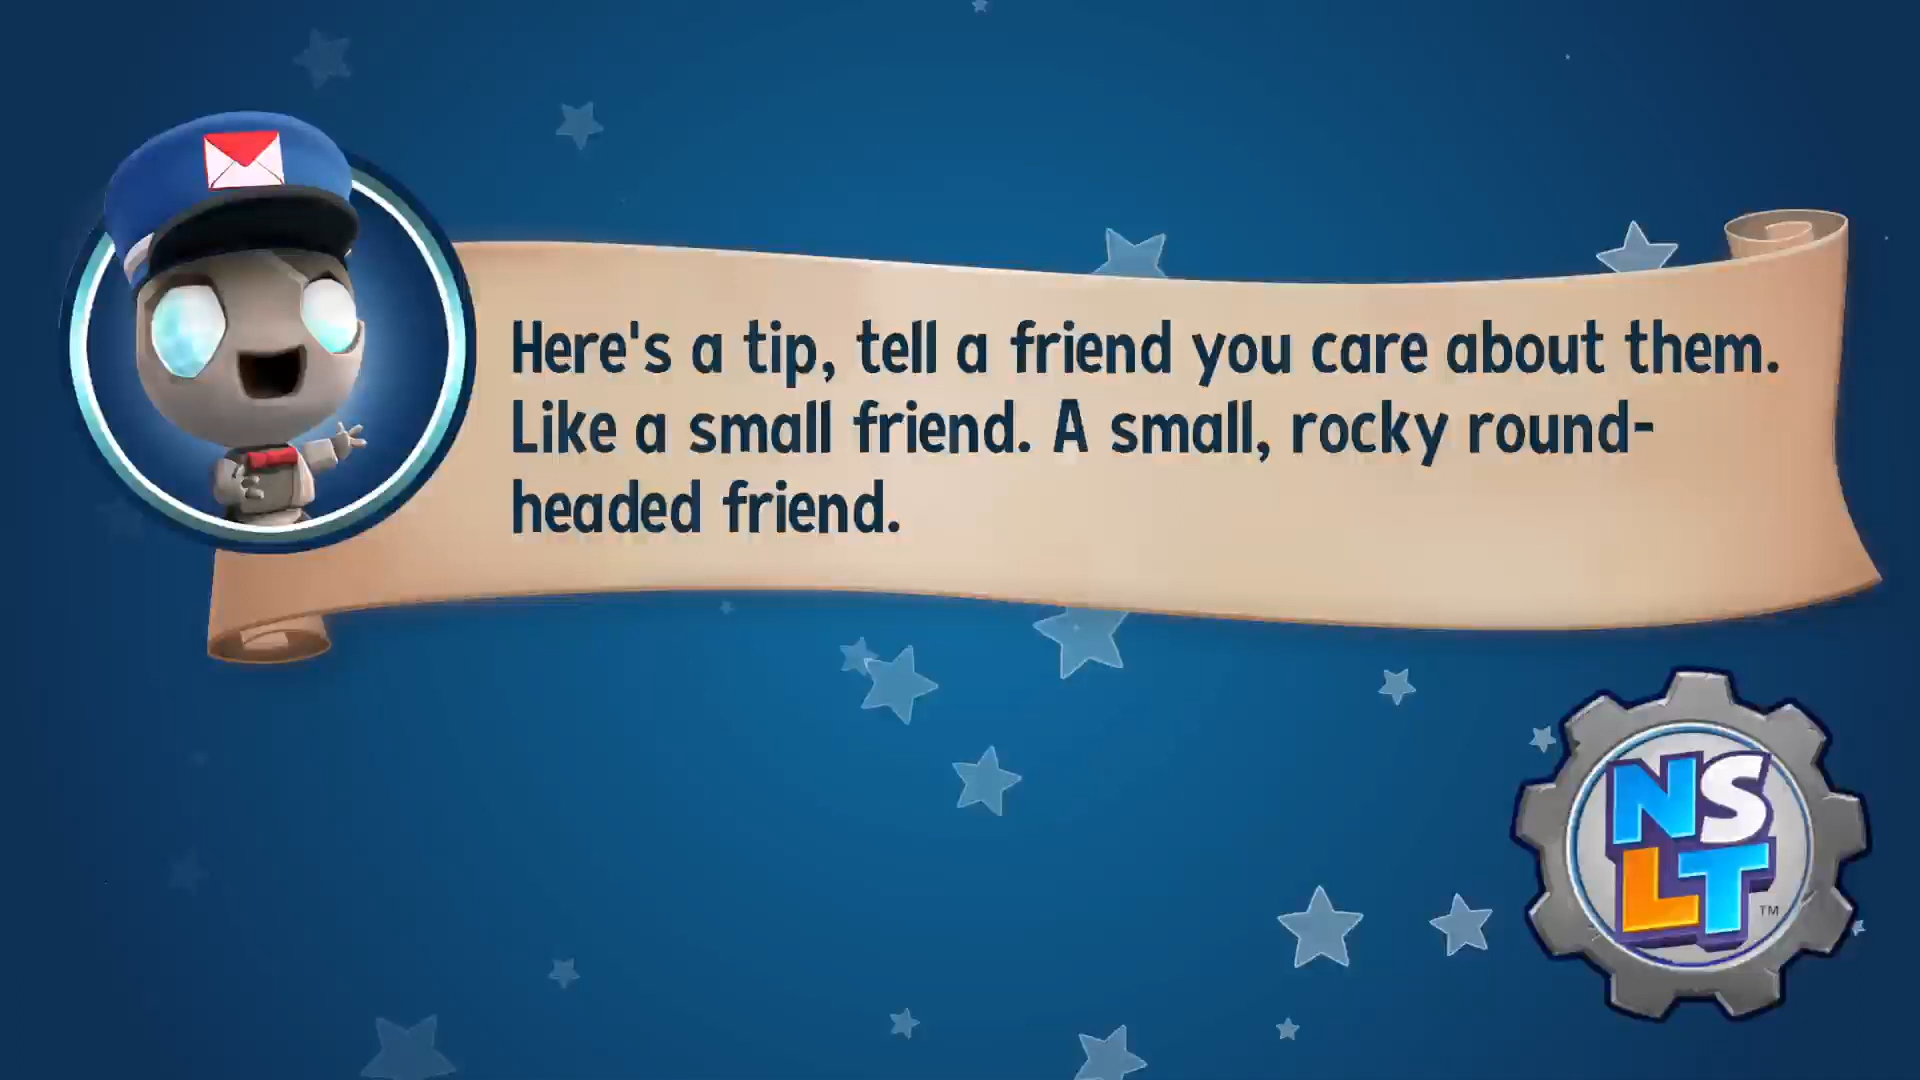 Here's a tip, tell a friend you care about them.
Like a small friend. A small, rocky round-
headed friend.
NS
LT
TM